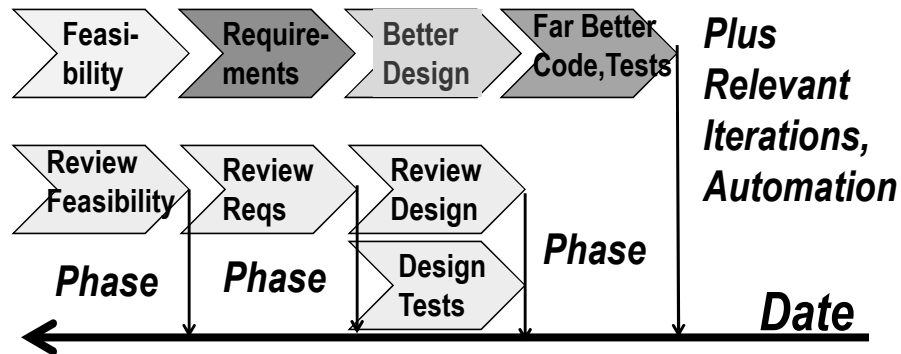 Feasi-
bility
Require-
ments
Better
Design
Far Better
Code,Tests
Plus
Relevant
Iterations,
Automation
Review
Feasibility
Review
Reqs
Review
Design
Design
Tests
Phase
Phase
Phase
Date